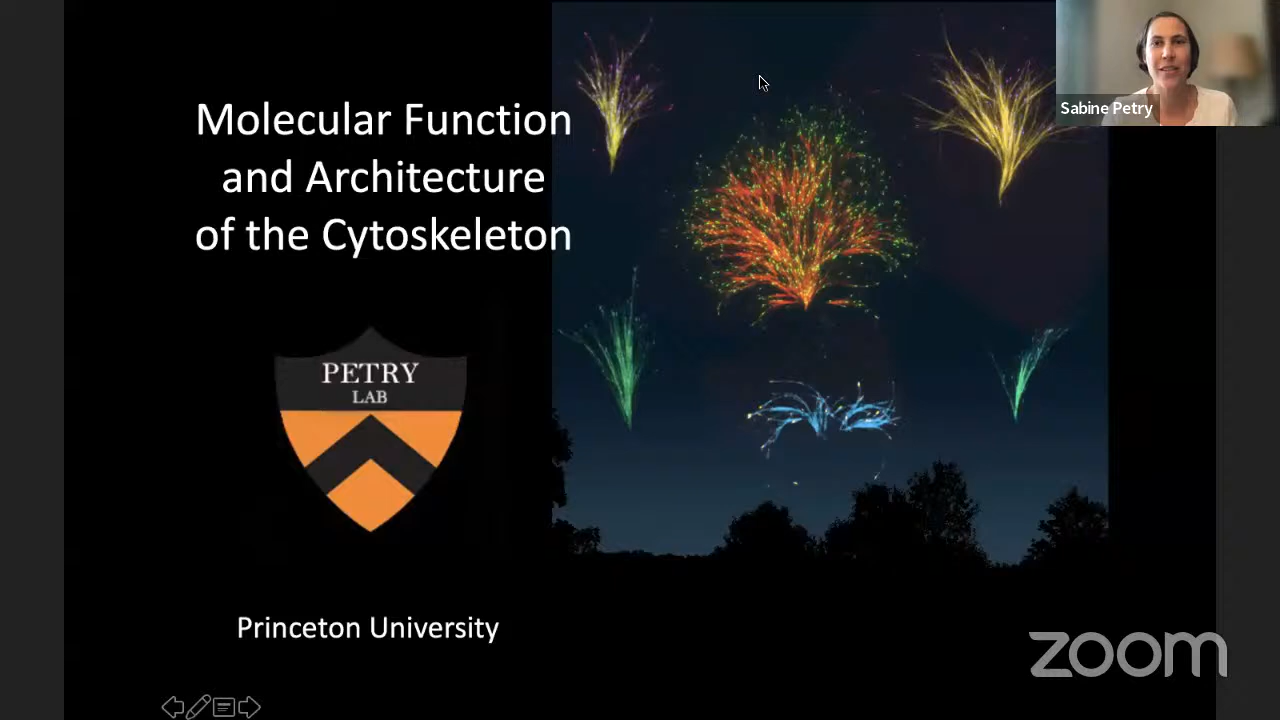 Molecular Function
and Architecture
of the Cytoskeleton
PETRY
LAB
Princeton University
Sabine Petry
zoom